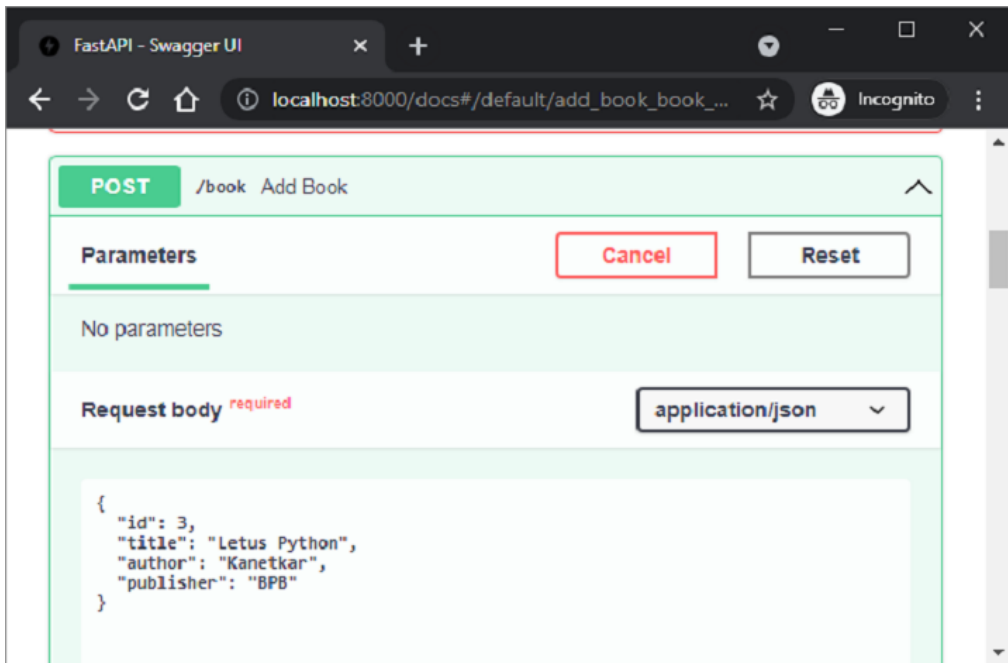 FastAPI - Swagger UI
localhost:8000/docs#/default/add_book_book_...
Incognito
POST /book Add Book
Parameters Cancel Reset
No parameters
Request body required application/json
{
"id": 3,
"title": "Letus Python",
"author": "Kanetkar",
"publisher": "BPB"
}